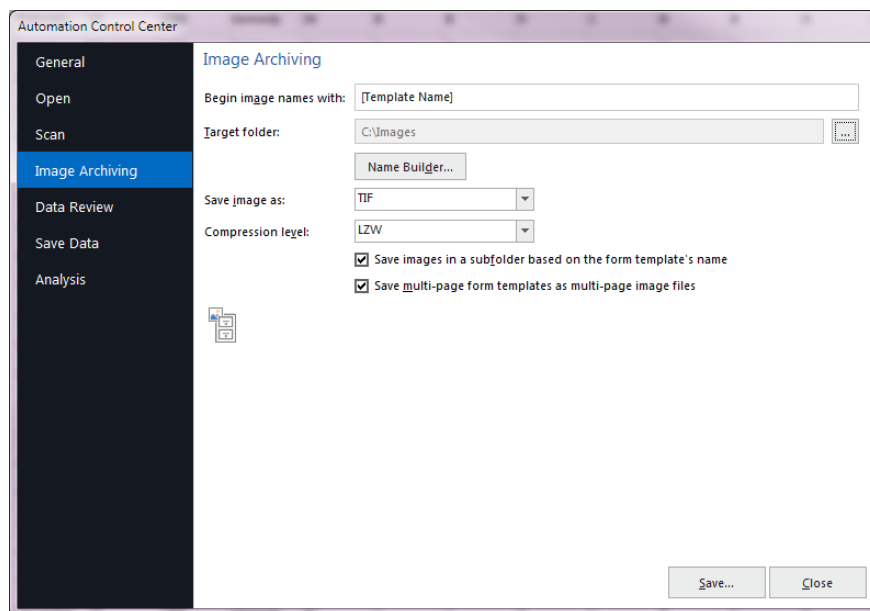 Automation Control Center
General
Open
Scan
Image Archiving
Data Review
Save Data
Analysis
Image Archiving
Begin image names with: [Template Name]
Target folder: C:\Images ...
Name Builder...
Save image as: TIF
Compression level: LZW
Save images in a subfolder based on the form template's name
Save multi-page form templates as multi-page image files
Save... Close